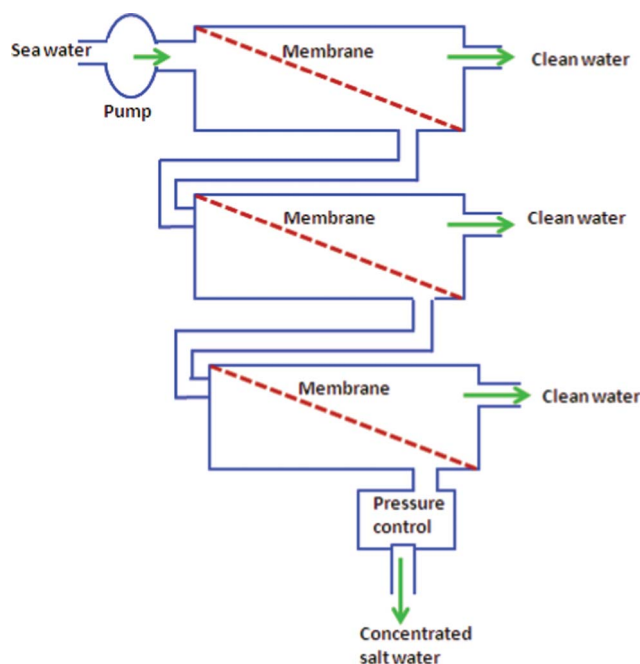 Sea water
Pump
Membrane
Clean water
Membrane
Clean water
Membrane
Clean water
Pressure
control
Concentrated
salt water